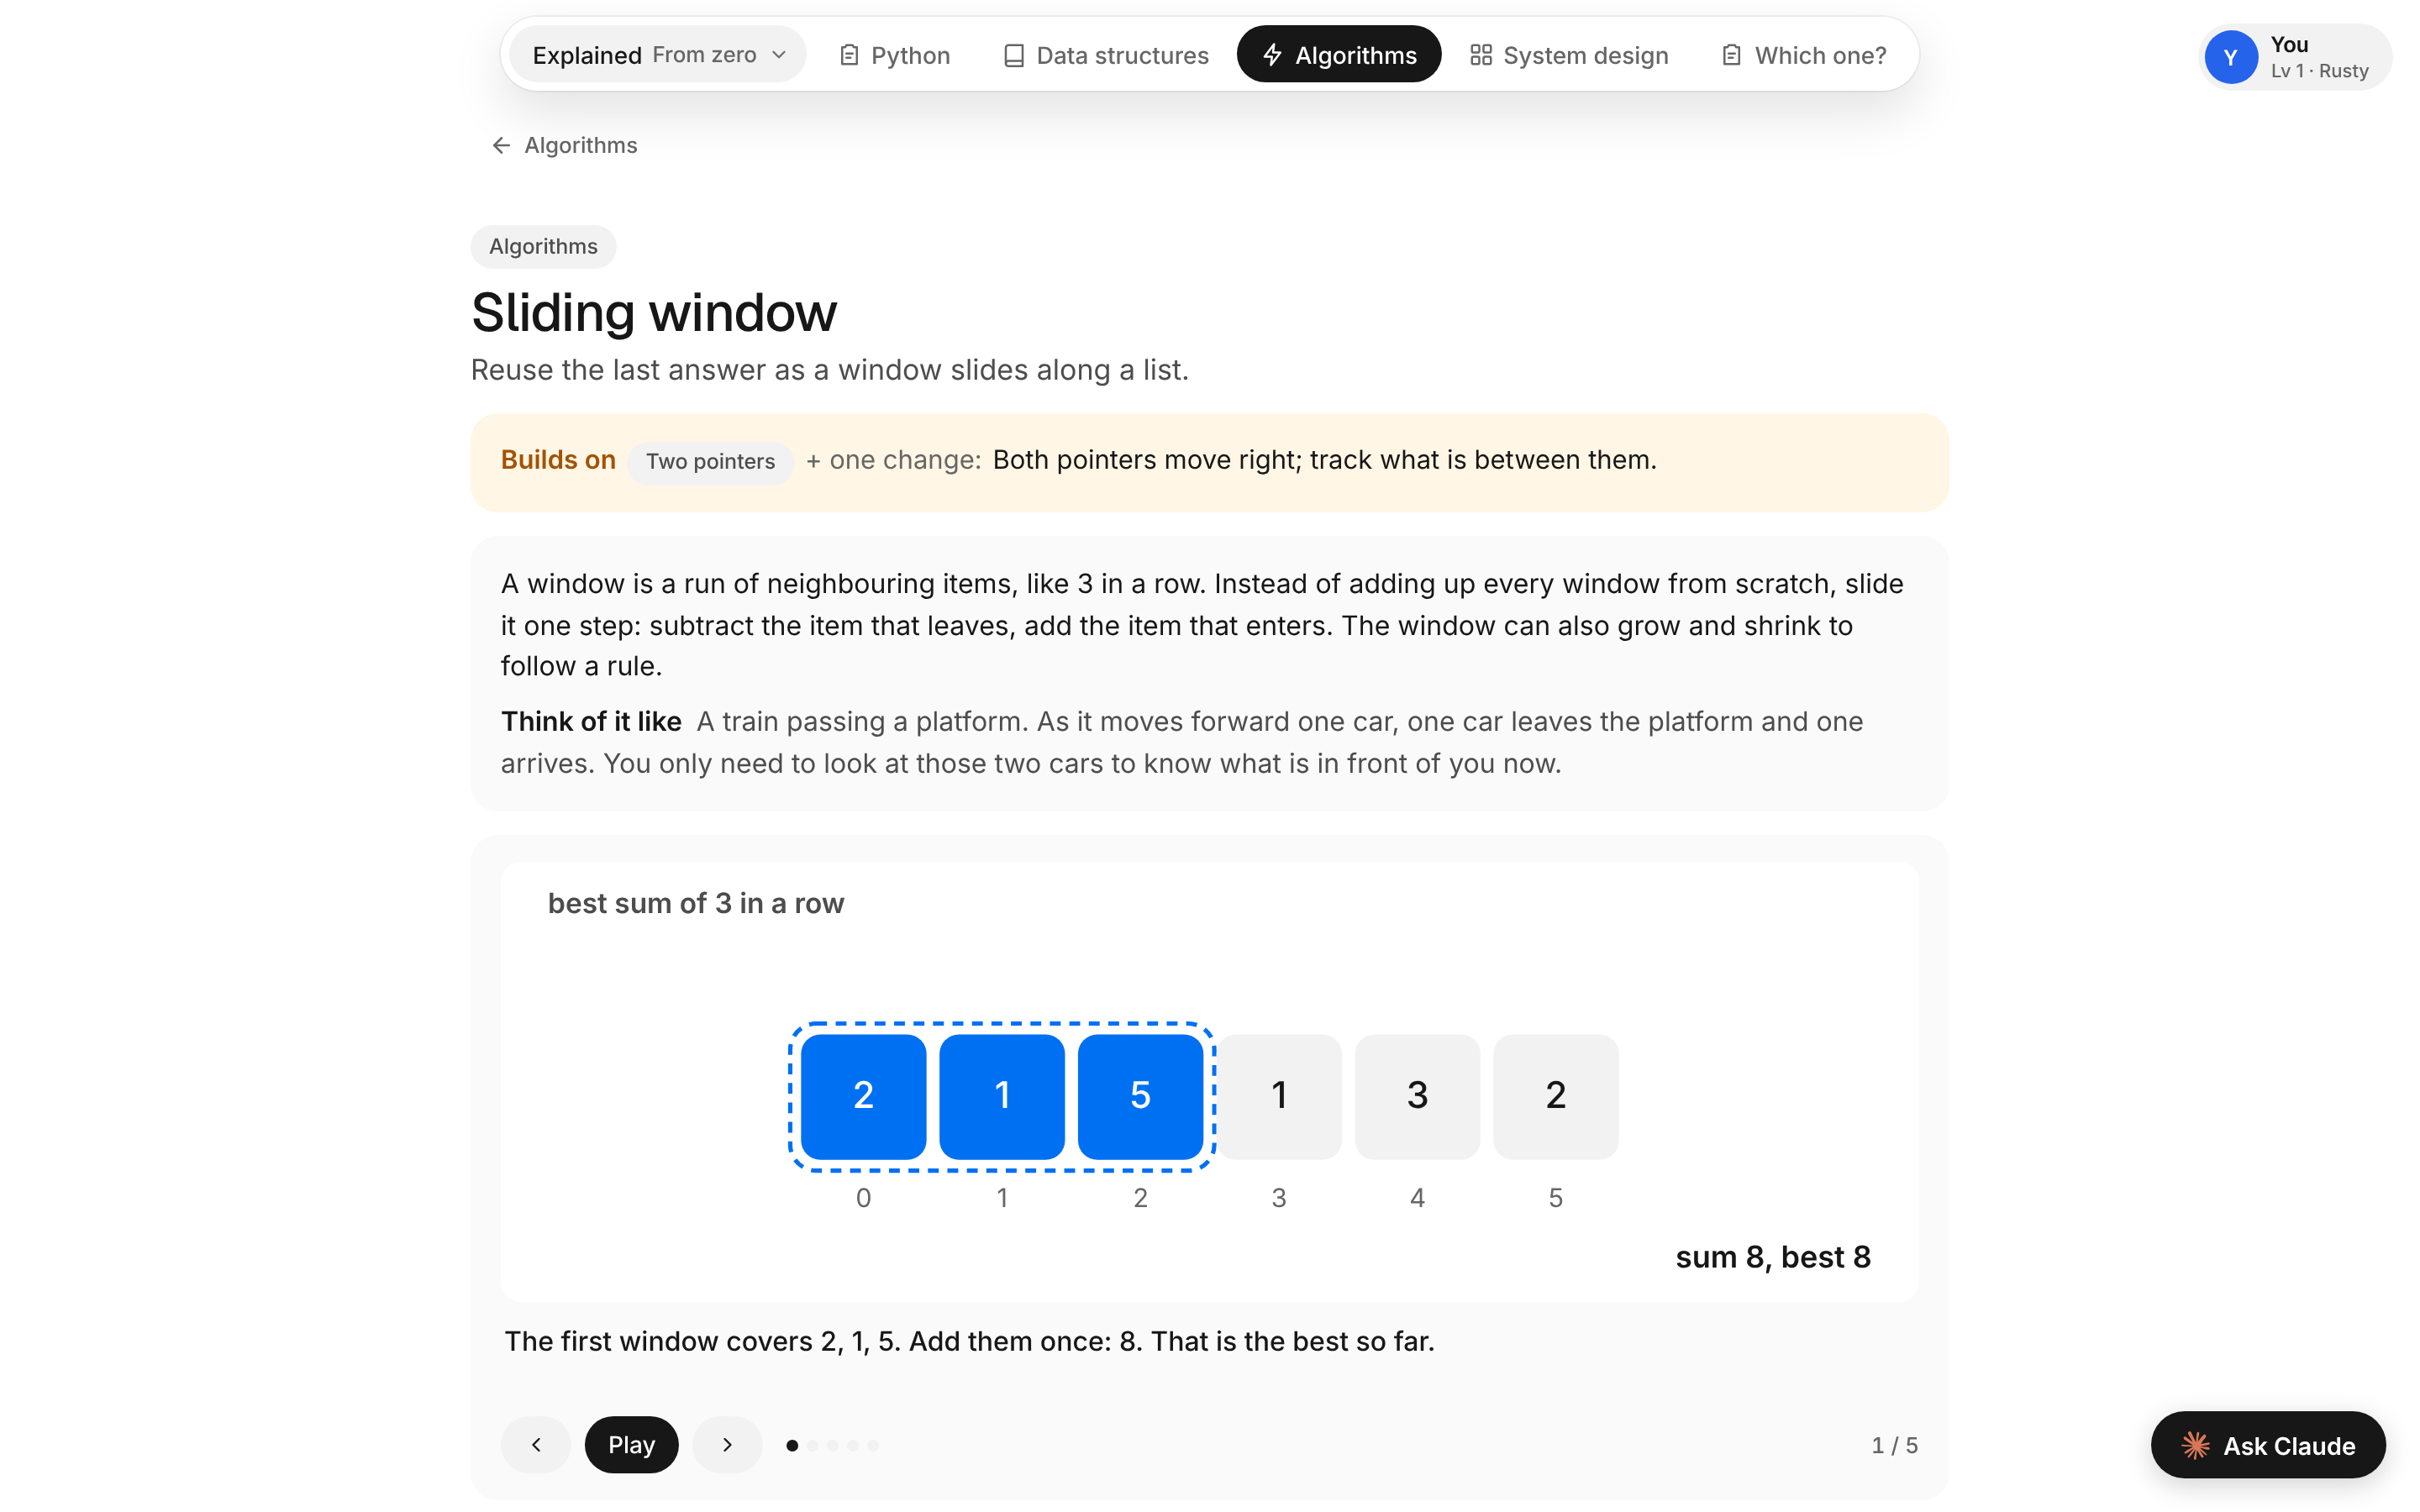 Explained From zero
Python
Data structures
Algorithms
System design
Which one?
Y
You
Lv 1 · Rusty
Algorithms
Algorithms
Sliding window
Reuse the last answer as a window slides along a list.
Builds on Two pointers + one change: Both pointers move right; track what is between them.
A window is a run of neighbouring items, like 3 in a row. Instead of adding up every window from scratch, slide
it one step: subtract the item that leaves, add the item that enters. The window can also grow and shrink to
follow a rule.
Think of it like A train passing a platform. As it moves forward one car, one car leaves the platform and one
arrives. You only need to look at those two cars to know what is in front of you now.
best sum of 3 in a row
2 1 5 1 3 2
0 1 2 3 4 5
sum 8, best 8
The first window covers 2, 1, 5. Add them once: 8. That is the best so far.
Play
1 / 5
Ask Claude